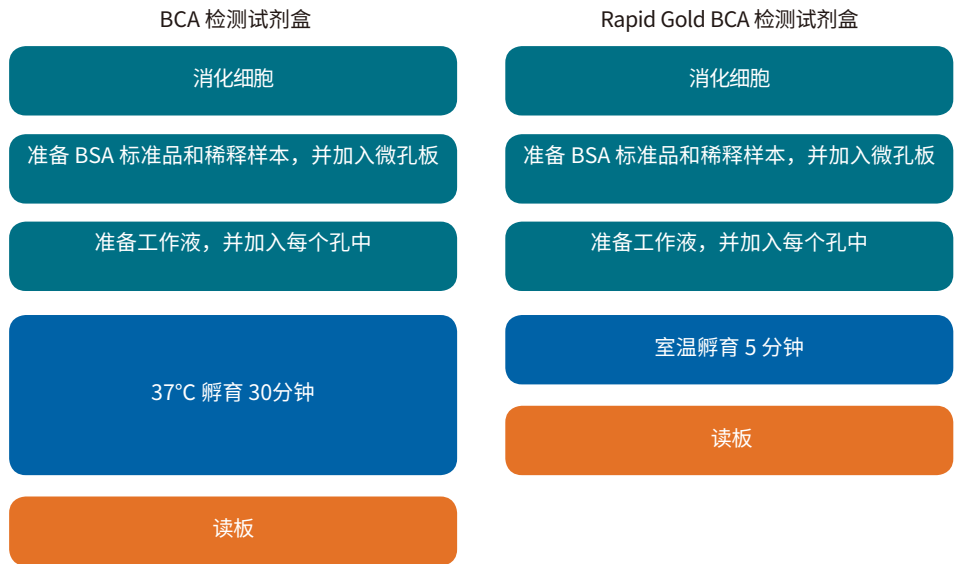 BCA 检测试剂盒
消化细胞
准备 BSA 标准品和稀释样本，并加入微孔板
准备工作液，并加入每个孔中
37℃ 孵育 30分钟
读板
Rapid Gold BCA 检测试剂盒
消化细胞
准备 BSA 标准品和稀释样本，并加入微孔板
准备工作液，并加入每个孔中
室温孵育 5 分钟
读板